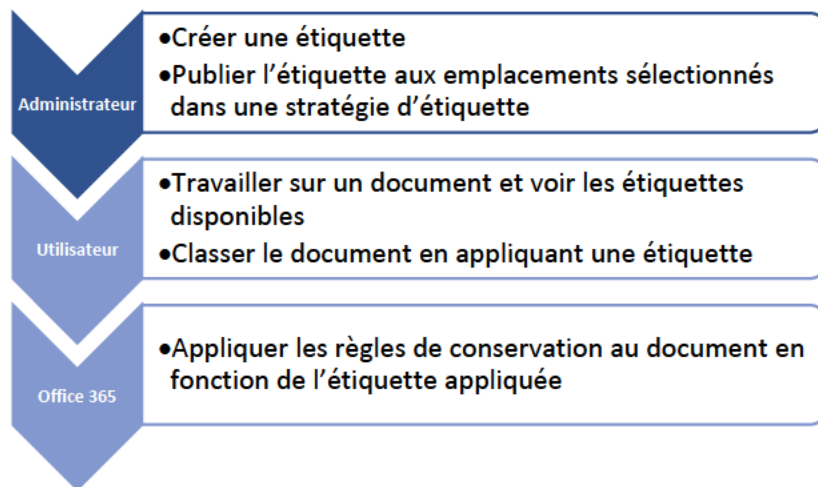 Administrateur
•Créer une étiquette
•Publier l’étiquette aux emplacements sélectionnés
dans une stratégie d’étiquette
Utilisateur
•Travailler sur un document et voir les étiquettes
disponibles
•Classer le document en appliquant une étiquette
Office 365
•Appliquer les règles de conservation au document en
fonction de l’étiquette appliquée